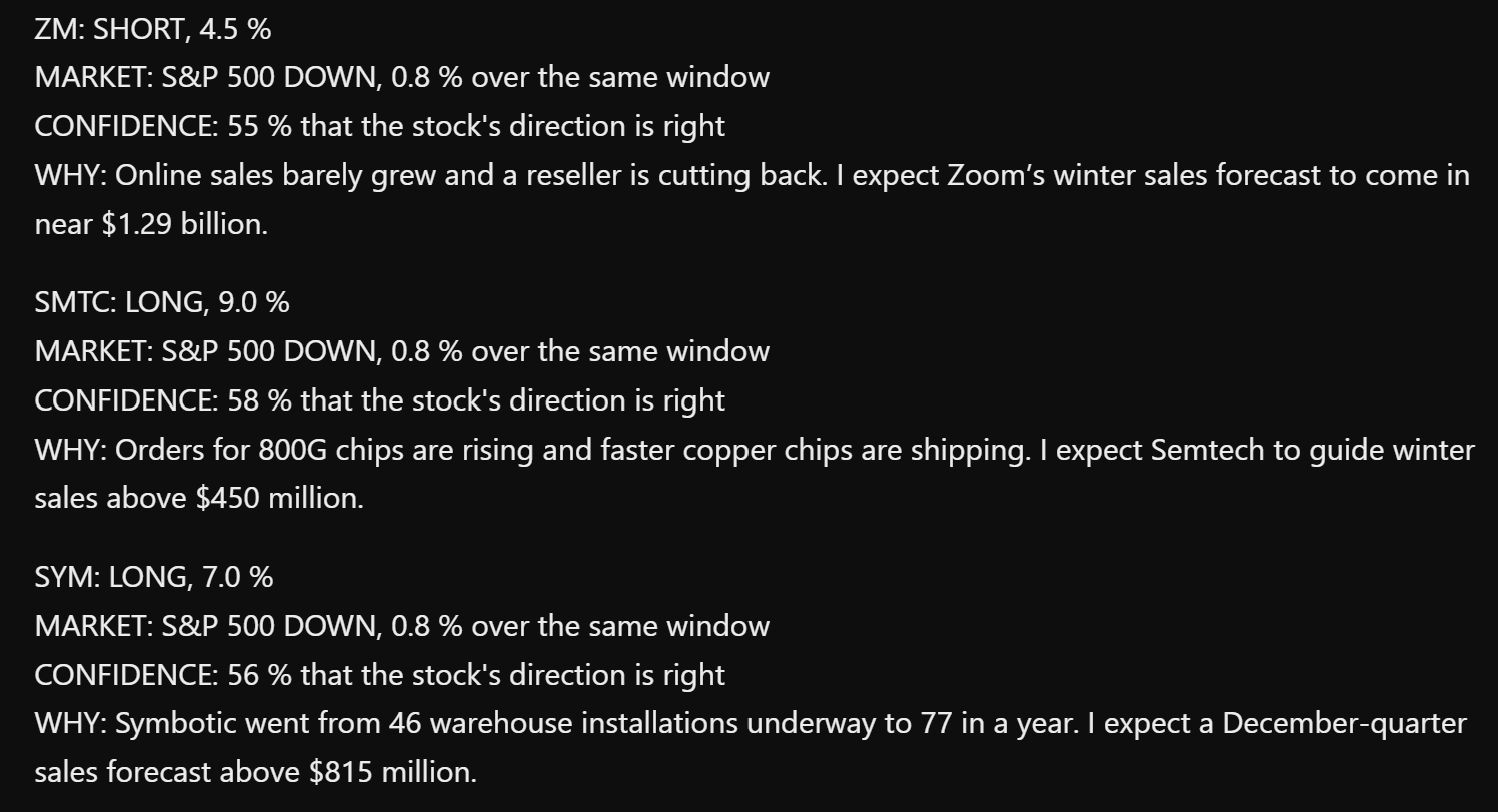 ZM: SHORT, 4.5 %
MARKET: S&P 500 DOWN, 0.8 % over the same window
CONFIDENCE: 55 % that the stock's direction is right
WHY: Online sales barely grew and a reseller is cutting back. I expect Zoom’s winter sales forecast to come in
near $1.29 billion.
SMTC: LONG, 9.0 %
MARKET: S&P 500 DOWN, 0.8 % over the same window
CONFIDENCE: 58 % that the stock's direction is right
WHY: Orders for 800G chips are rising and faster copper chips are shipping. I expect Semtech to guide winter
sales above $450 million.
SYM: LONG, 7.0 %
MARKET: S&P 500 DOWN, 0.8 % over the same window
CONFIDENCE: 56 % that the stock's direction is right
WHY: Symbotic went from 46 warehouse installations underway to 77 in a year. I expect a December-quarter
sales forecast above $815 million.